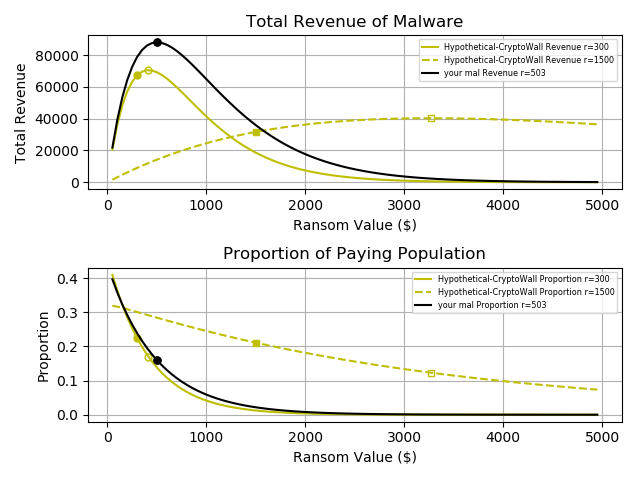 Total Revenue of Malware
Total Revenue
80000
60000
40000
20000
0
Hypothetical-CryptoWall Revenue r=300
Hypothetical-CryptoWall Revenue r=1500
your mal Revenue r=503
0 1000 2000 3000 4000 5000
Ransom Value ($)
Proportion of Paying Population
Proportion
0.4
0.3
0.2
0.1
0.0
Hypothetical-CryptoWall Proportion r=300
Hypothetical-CryptoWall Proportion r=1500
your mal Proportion r=503
0 1000 2000 3000 4000 5000
Ransom Value ($)